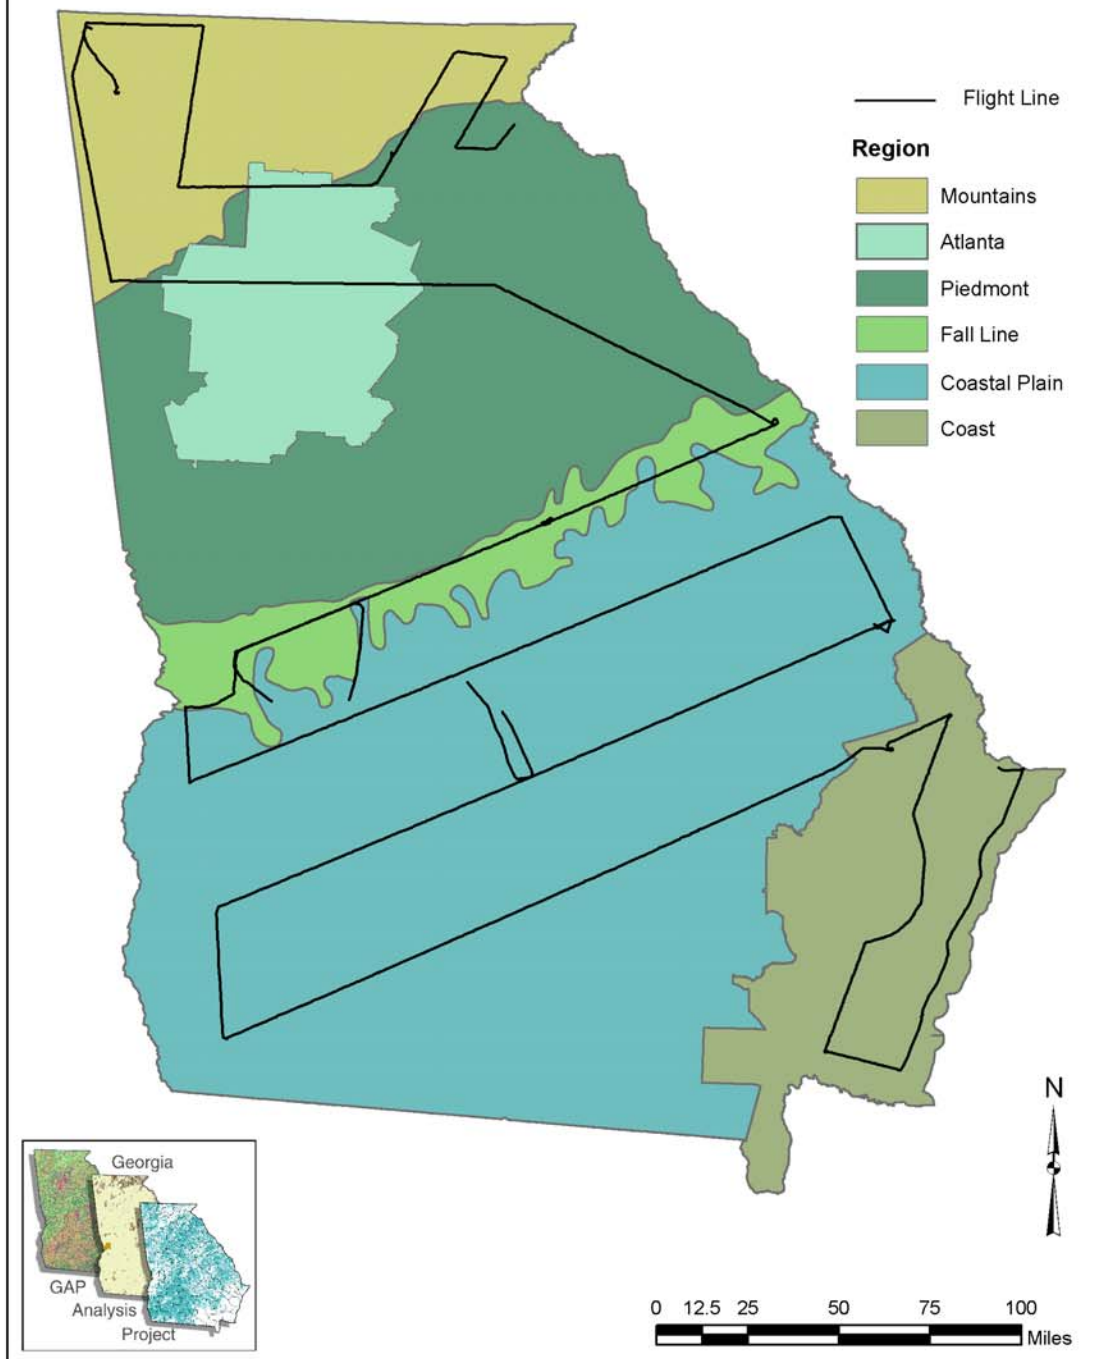 Flight Line
Region
Mountains
Atlanta
Piedmont
Fall Line
Coastal Plain
Coast
N
Georgia
GAP
Analysis
Project
0 12.5 25 50 75 100
Miles